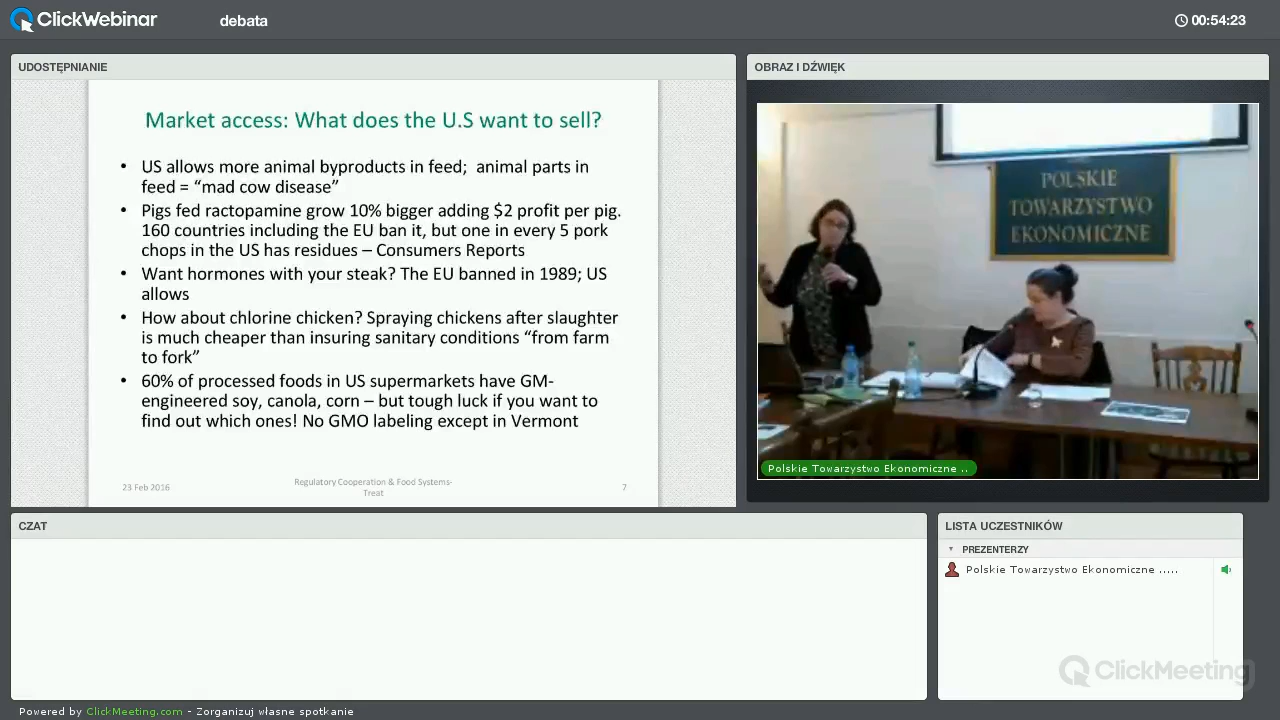 ClickWebinar
debata
00:54:23
UDOSTĘPNIANIE
Market access: What does the U.S want to sell?
• US allows more animal byproducts in feed; animal parts in
feed = “mad cow disease”
• Pigs fed ractopamine grow 10% bigger adding $2 profit per pig.
160 countries including the EU ban it, but one in every 5 pork
chops in the US has residues – Consumers Reports
• Want hormones with your steak? The EU banned in 1989; US
allows
• How about chlorine chicken? Spraying chickens after slaughter
is much cheaper than insuring sanitary conditions “from farm
to fork”
• 60% of processed foods in US supermarkets have GM-
engineered soy, canola, corn – but tough luck if you want to
find out which ones! No GMO labeling except in Vermont
23 Feb 2016
Regulatory Cooperation & Food Systems-
Treat
7
OBRAZ I DŹWIĘK
POLSKIE
TOWARZYSTWO
EKONOMICZNE
Polskie Towarzystwo Ekonomiczne ..
CZAT
LISTA UCZESTNIKÓW
PREZENTERZY
Polskie Towarzystwo Ekonomiczne .....
ClickMeeting
Powered by ClickMeeting.com - Zorganizuj własne spotkanie